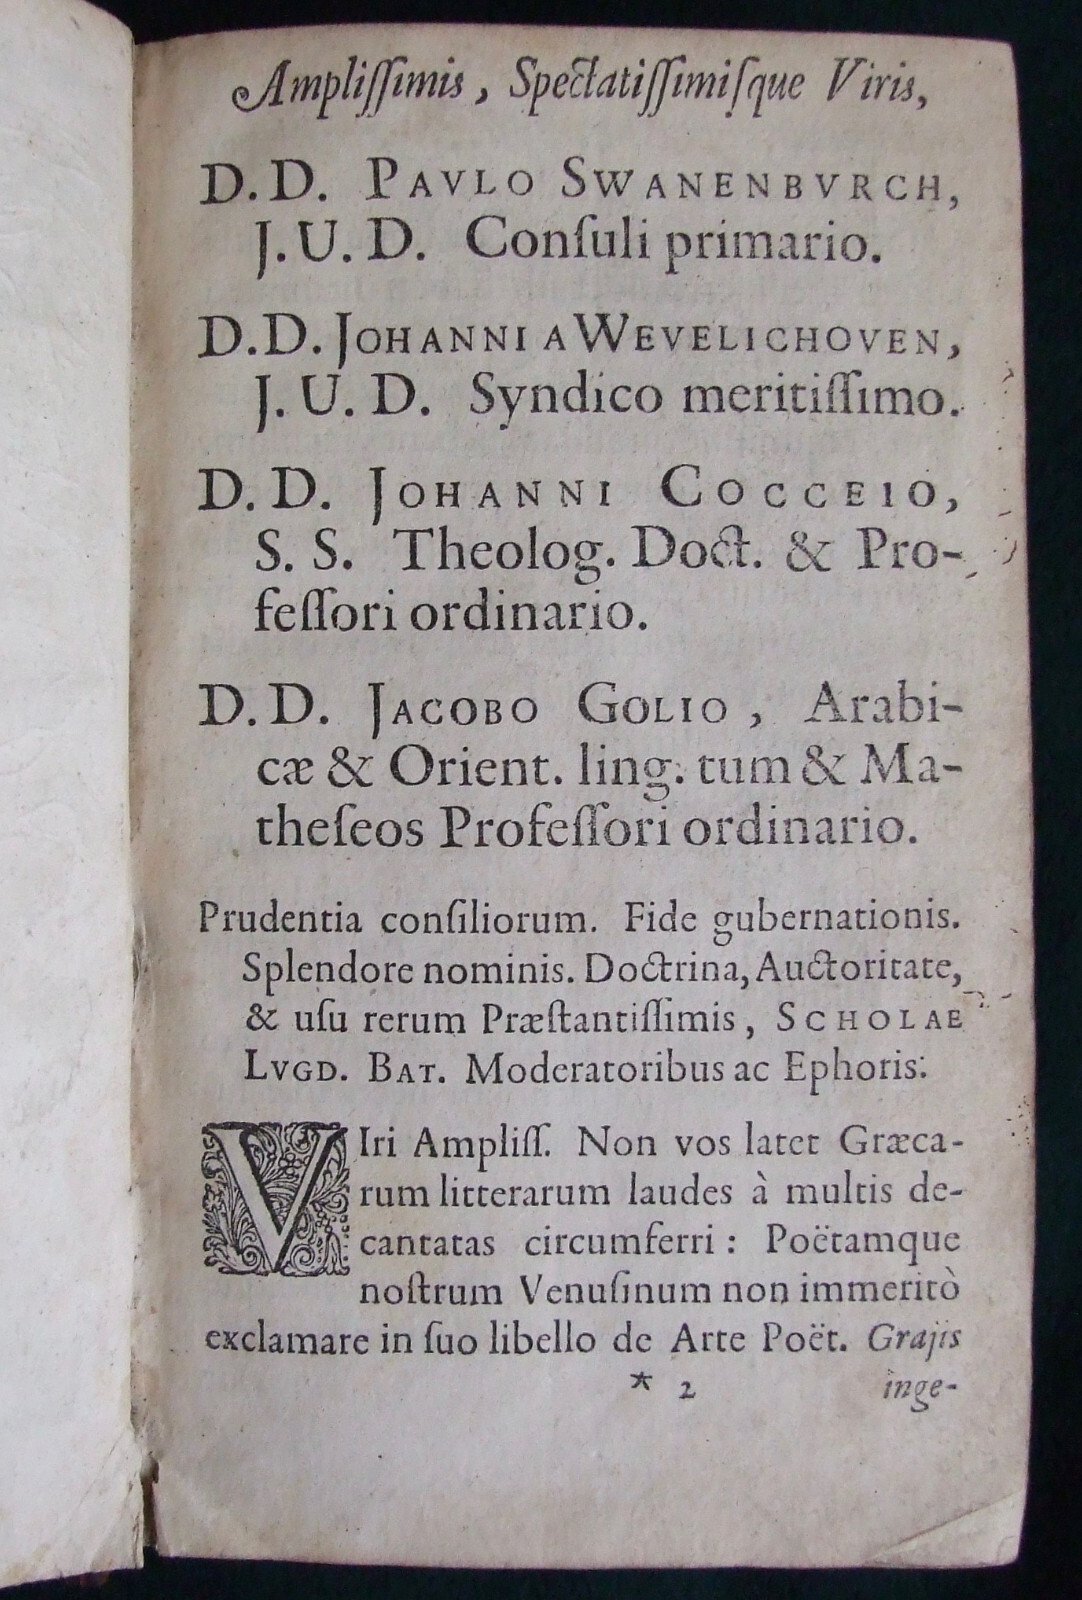 Ampliſſimis, Spectatiſſimiſque Viris,
D. D. PAVLO SWANENBVRCH,
J. U. D. Conſuli primario.
D. D. JOHANNI A WEVELICHOVEN,
J. U. D. Syndico meritiſſimo.
D. D. JOHANNI COCCEIO,
S. S. Theolog. Doct. & Pro-
feſſori ordinario.
D. D. JACOBO GOLIO, Arabi-
cæ & Orient. ling. tum & Ma-
theſeos Profeſſori ordinario.
Prudentia conſiliorum. Fide gubernationis.
Splendore nominis. Doctrina, Auctoritate,
& uſu rerum Præſtantiſſimis, SCHOLAE
LVGD. BAT. Moderatoribus ac Ephoris:
VIri Ampliſſ. Non vos latet Græca-
rum litterarum laudes à multis de-
cantatas circumferri: Poëtamque
noſtrum Venuſinum non immeritò
exclamare in ſuo libello de Arte Poët. Grajis
* 2 inge-